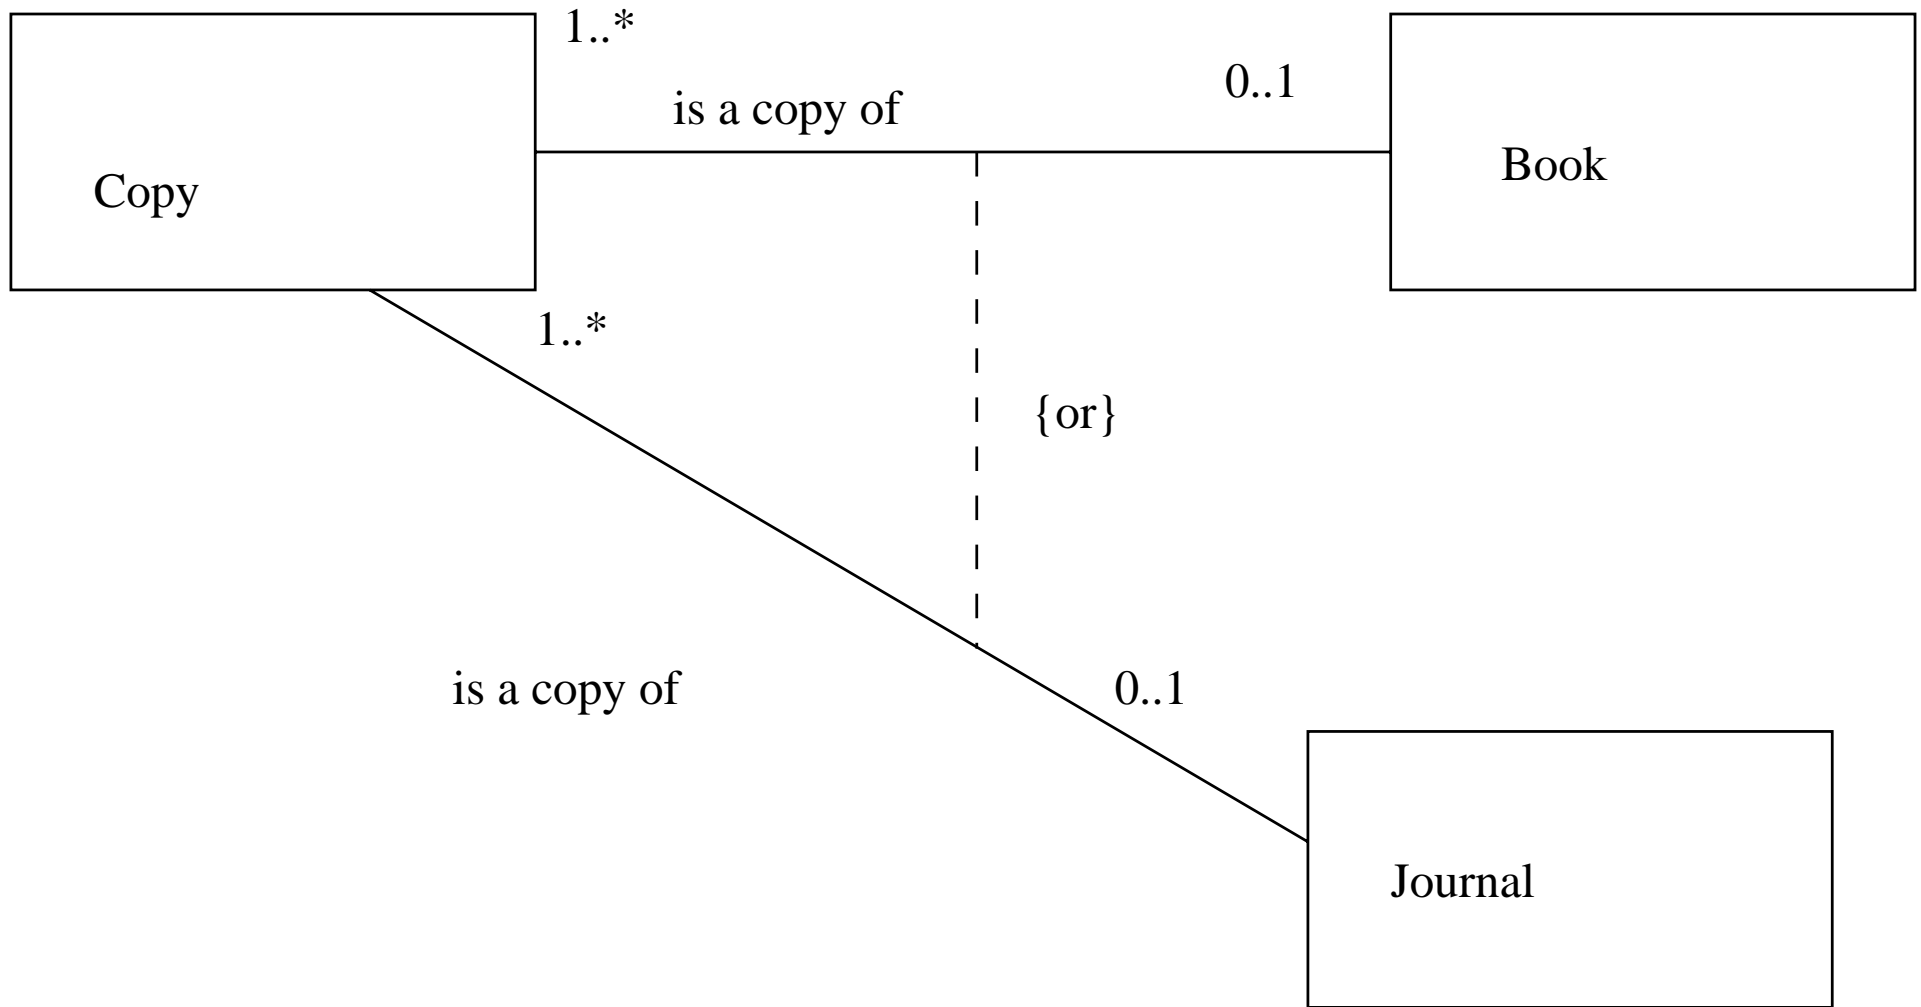 1..*
0..1
is a copy of
Book
Copy
1..*
{or}
is a copy of
0..1
Journal